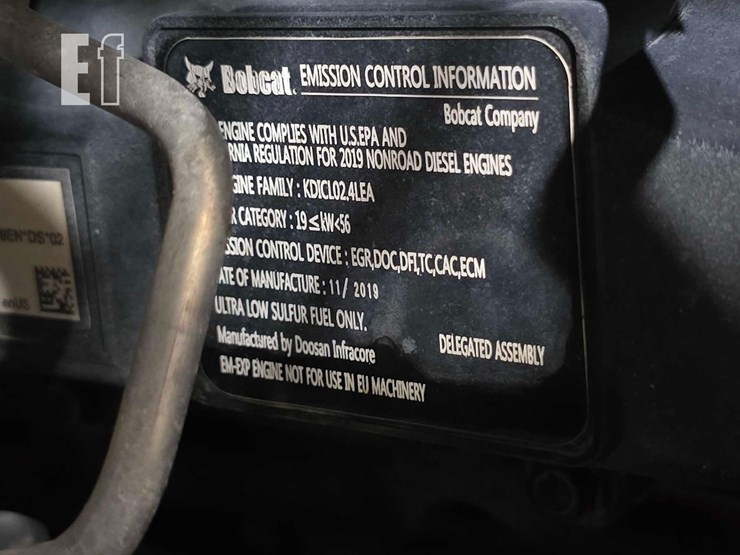 Ef
Bobcat. EMISSION CONTROL INFORMATION
Bobcat Company
ENGINE COMPLIES WITH U.S.EPA AND
RNIA REGULATION FOR 2019 NONROAD DIESEL ENGINES
GINE FAMILY : KDICL02,4LEA
R CATEGORY : 19≤kW<56
SSION CONTROL DEVICE : EGR,DOC,DFI,TC,CAC,ECM
ATE OF MANUFACTURE : 11/ 2019
ULTRA LOW SULFUR FUEL ONLY.
Manufactured by Doosan Infracore
DELEGATED ASSEMBLY
EM-EXP ENGINE NOT FOR USE IN EU MACHINERY
enUS